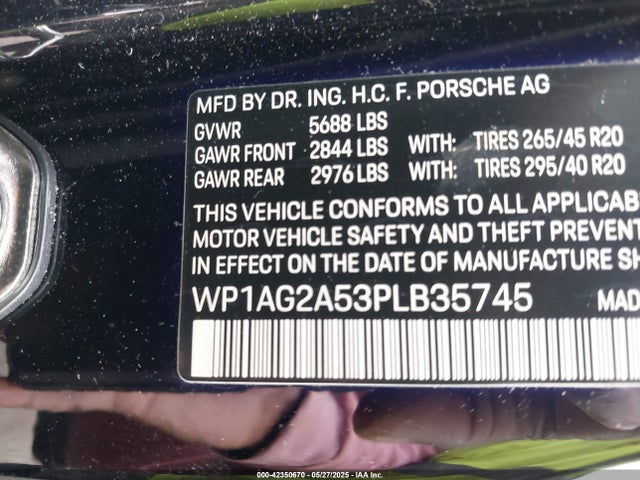 MFD BY DR. ING. H.C. F. PORSCHE AG
GVWR 5688 LBS
GAWR FRONT 2844 LBS WITH: TIRES 265/45 R20
GAWR REAR 2976 LBS WITH: TIRES 295/40 R20
THIS VEHICLE CONFORMS TO ALL APPLICAB
MOTOR VEHICLE SAFETY AND THEFT PREVENT
IN EFFECT ON THE DATE OF MANUFACTURE SH
WP1AG2A53PLB35745 MAD
000-42350670 - 05/27/2025 - IAA Inc.